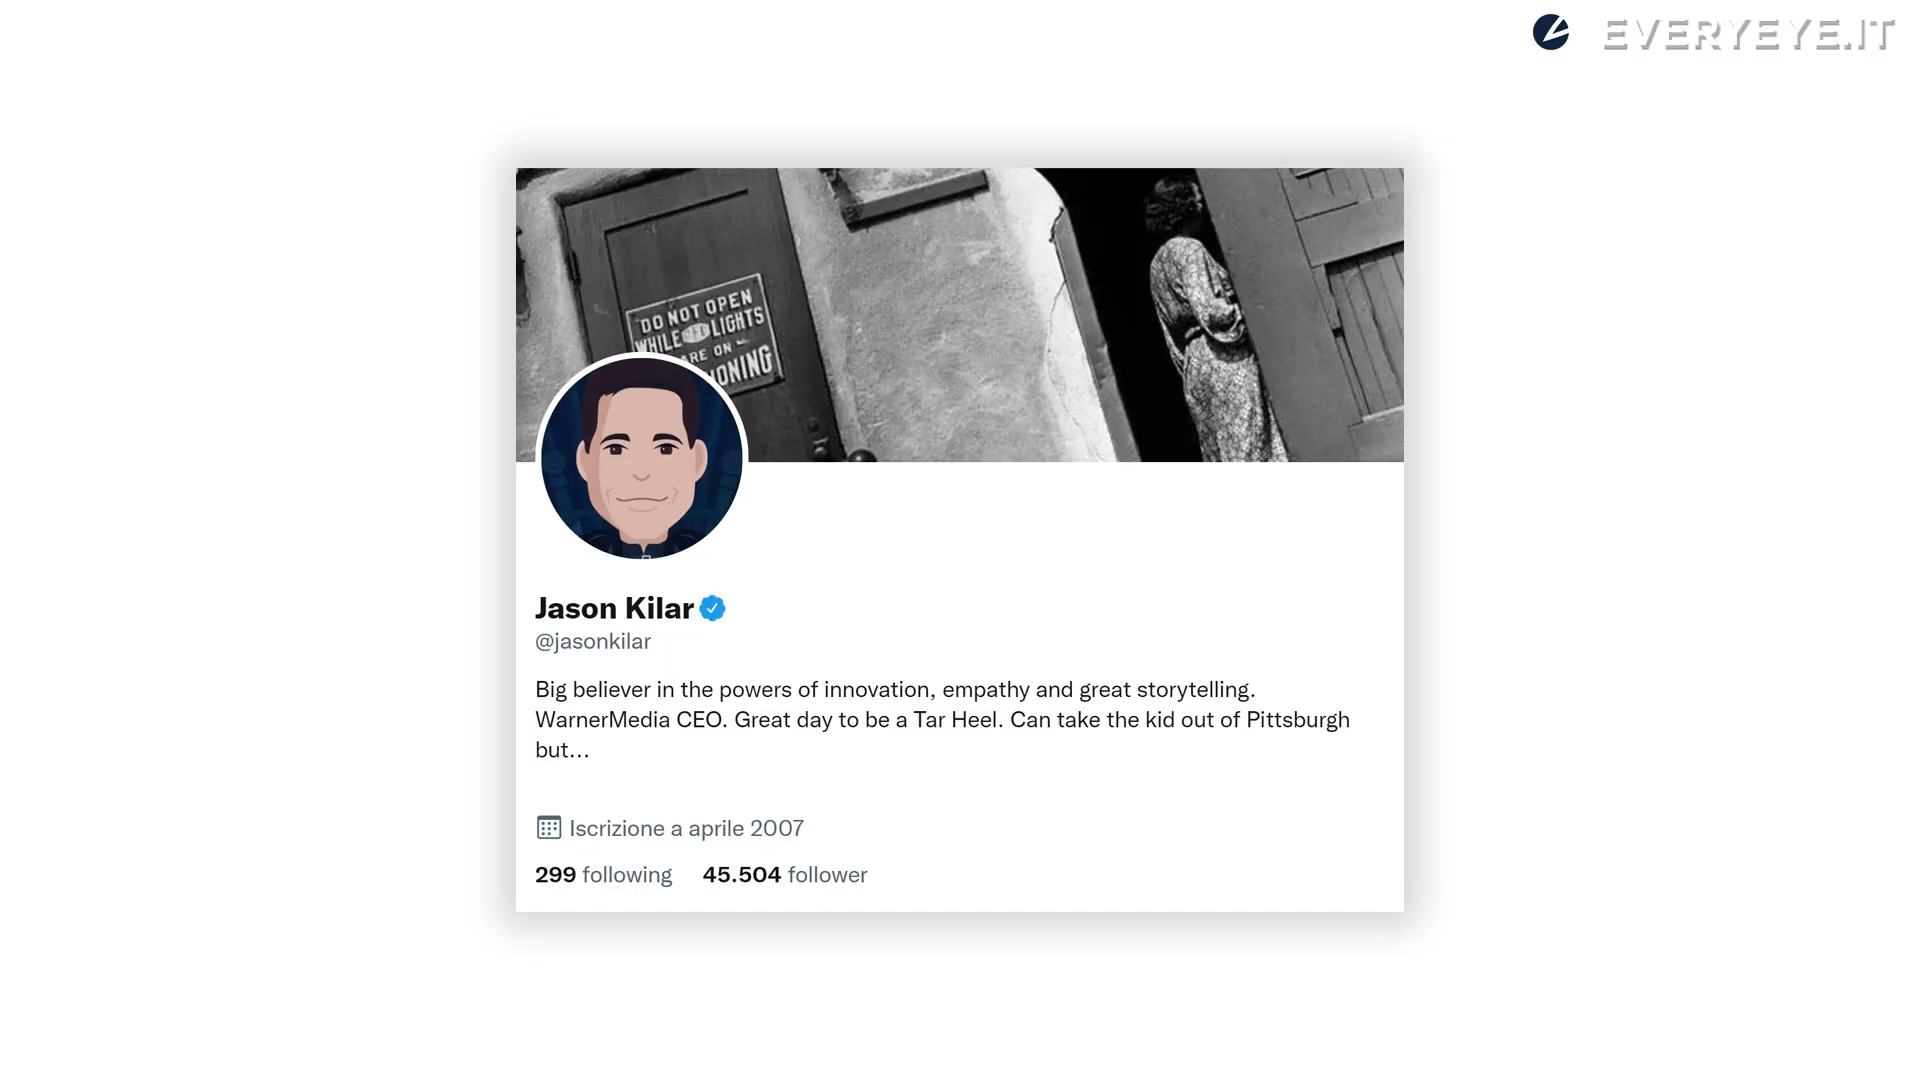 EVERYEYE.IT
DO NOT OPEN
WHILE RED LIGHTS
ARE ON
Jason Kilar
@jasonkilar
Big believer in the powers of innovation, empathy and great storytelling.
WarnerMedia CEO. Great day to be a Tar Heel. Can take the kid out of Pittsburgh
but...
Iscrizione a aprile 2007
299 following 45.504 follower